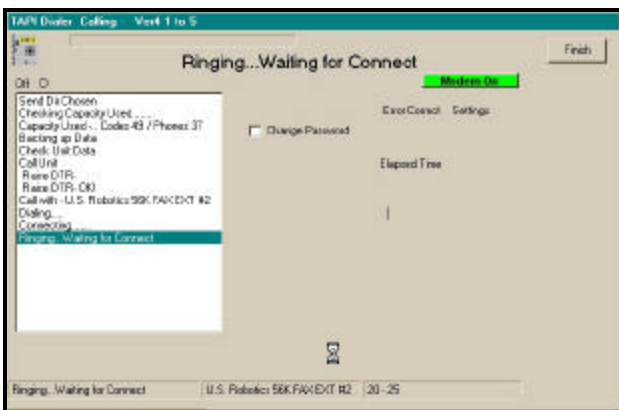 TAPI Dialer Calling - Ver4 1 to 5
Ringing...Waiting for Connect
Finish
Modem On
Off
Send Dir Chosen
Checking Capacity Used......
Capacity Used -.. Codes 49 / Phones 37
Backing up Data
Check Unit Data
Call Unit
Raise DTR-
Raise DTR- OK!
Call with - U.S. Robotics 56K FAX EXT #2
Dialing....
Connecting......
Ringing...Waiting for Connect
Change Password
Error Correct Settings
Elapsed Time
Ringing...Waiting for Connect
U.S. Robotics 56K FAX EXT #2
20 - 25